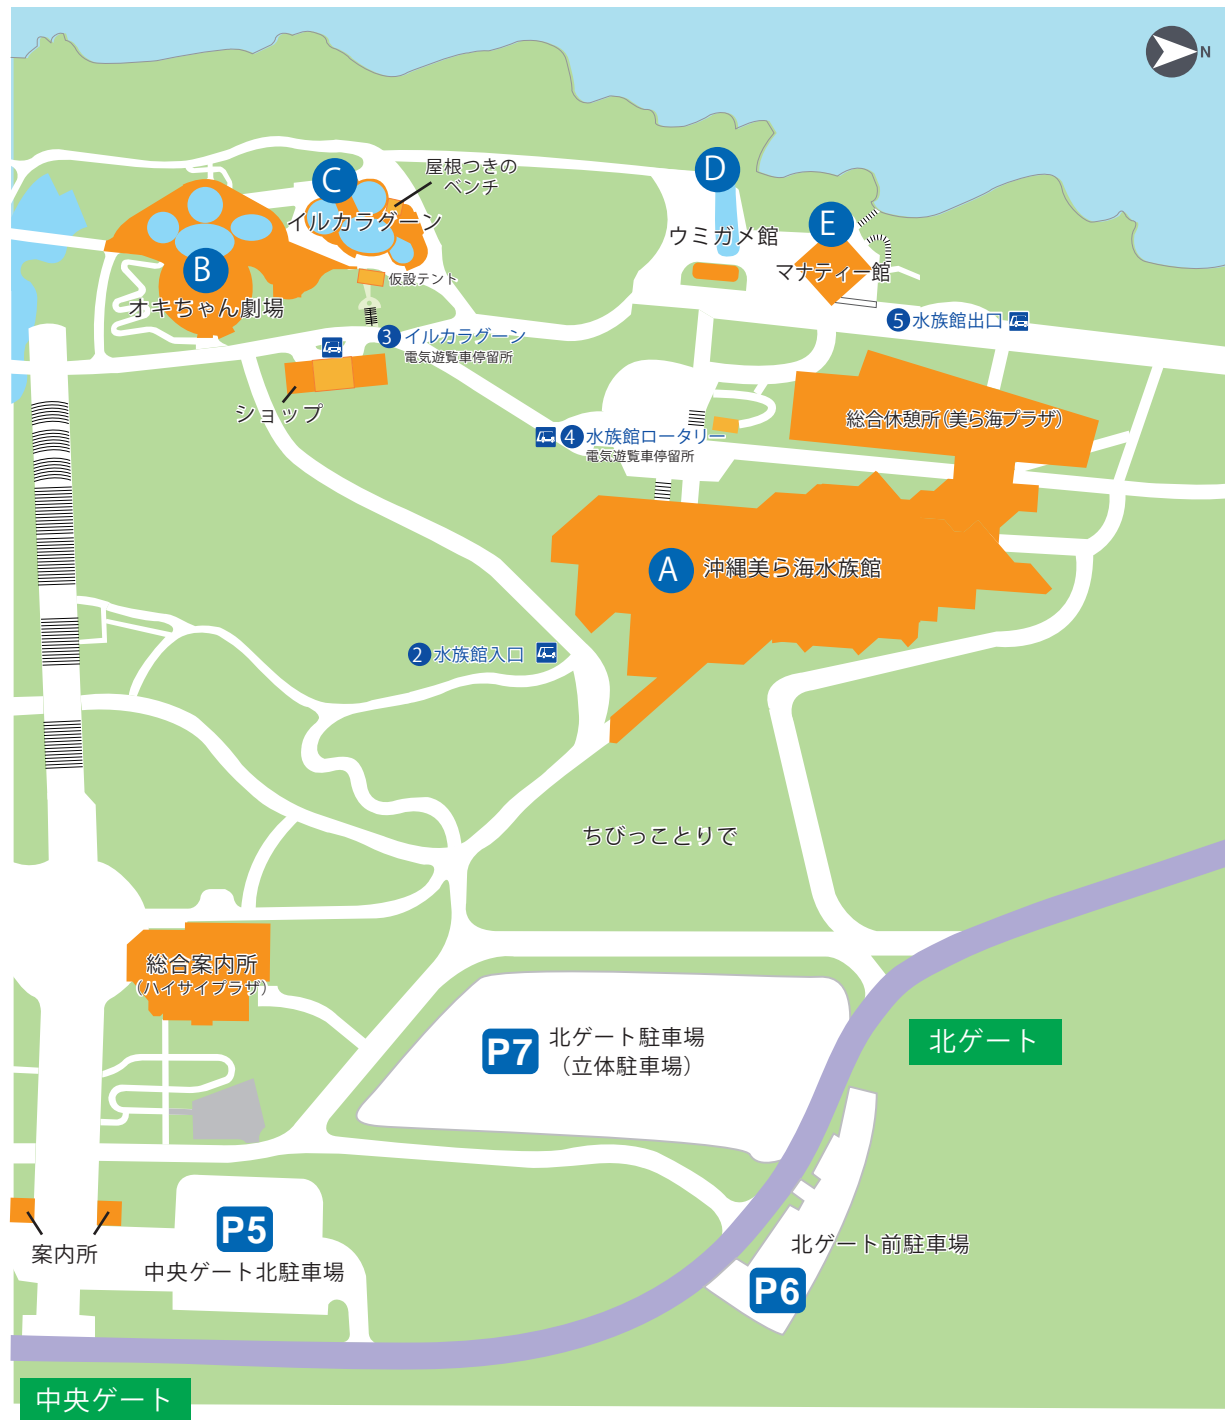 N
D
屋根つきの
ベンチ
C
イルカラグーン
E
ウミガメ館
B
マナティー館
仮設テント
オキちゃん劇場
5 水族館出口
3 イルカラグーン
電気遊覧車停留所
ショップ
総合休憩所(美ら海プラザ)
4 水族館ロータリー
電気遊覧車停留所
A 沖縄美ら海水族館
2 水族館入口
ちびっことりで
総合案内所
(ハイサイプラザ)
P7 北ゲート駐車場
(立体駐車場)
北ゲート
P5
中央ゲート北駐車場
案内所
北ゲート前駐車場
P6
中央ゲート